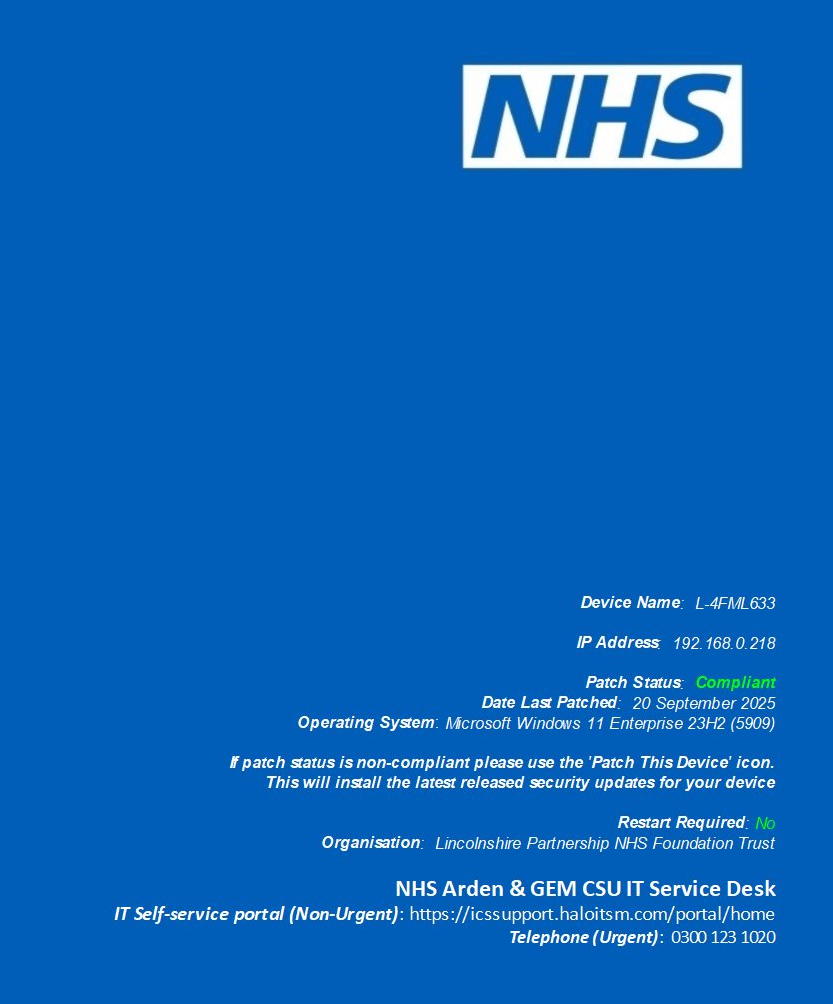 NHS
Device Name: L-4FML633
IP Address: 192.168.0.218
Patch Status: Compliant
Date Last Patched: 20 September 2025
Operating System: Microsoft Windows 11 Enterprise 23H2 (5909)
If patch status is non-compliant please use the 'Patch This Device' icon.
This will install the latest released security updates for your device
Restart Required: No
Organisation: Lincolnshire Partnership NHS Foundation Trust
NHS Arden & GEM CSU IT Service Desk
IT Self-service portal (Non-Urgent): https://icssupport.haloitsm.com/portal/home
Telephone (Urgent): 0300 123 1020